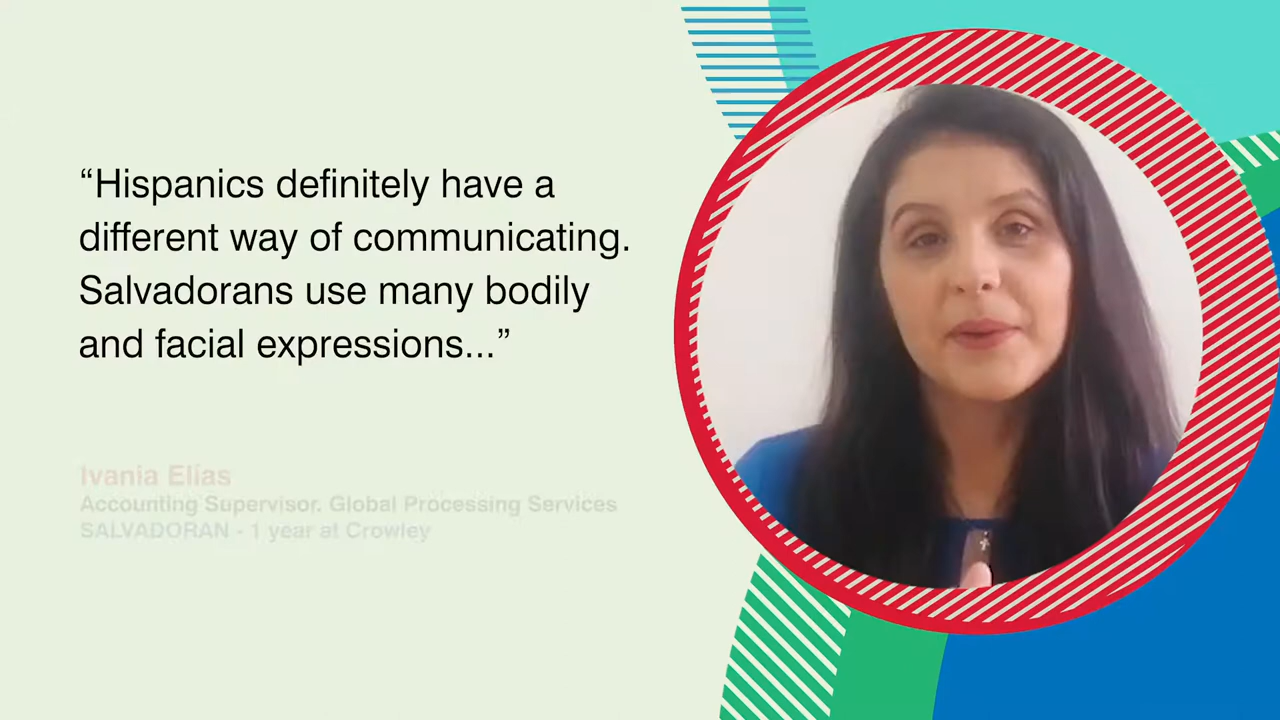 “Hispanics definitely have a
different way of communicating.
Salvadorans use many bodily
and facial expressions...”
Ivania Elías
Accounting Supervisor. Global Processing Services
SALVADORAN - 1 year at Crowley